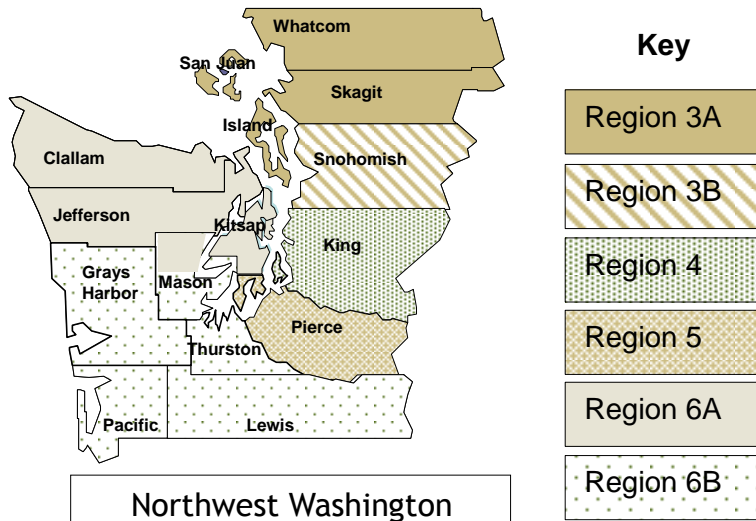 Whatcom
San Juan
Skagit
Island
Snohomish
Clallam
Jefferson
Kitsap
King
Grays
Harbor
Mason
Pierce
Thurston
Pacific
Lewis
Northwest Washington
Key
Region 3A
Region 3B
Region 4
Region 5
Region 6A
Region 6B